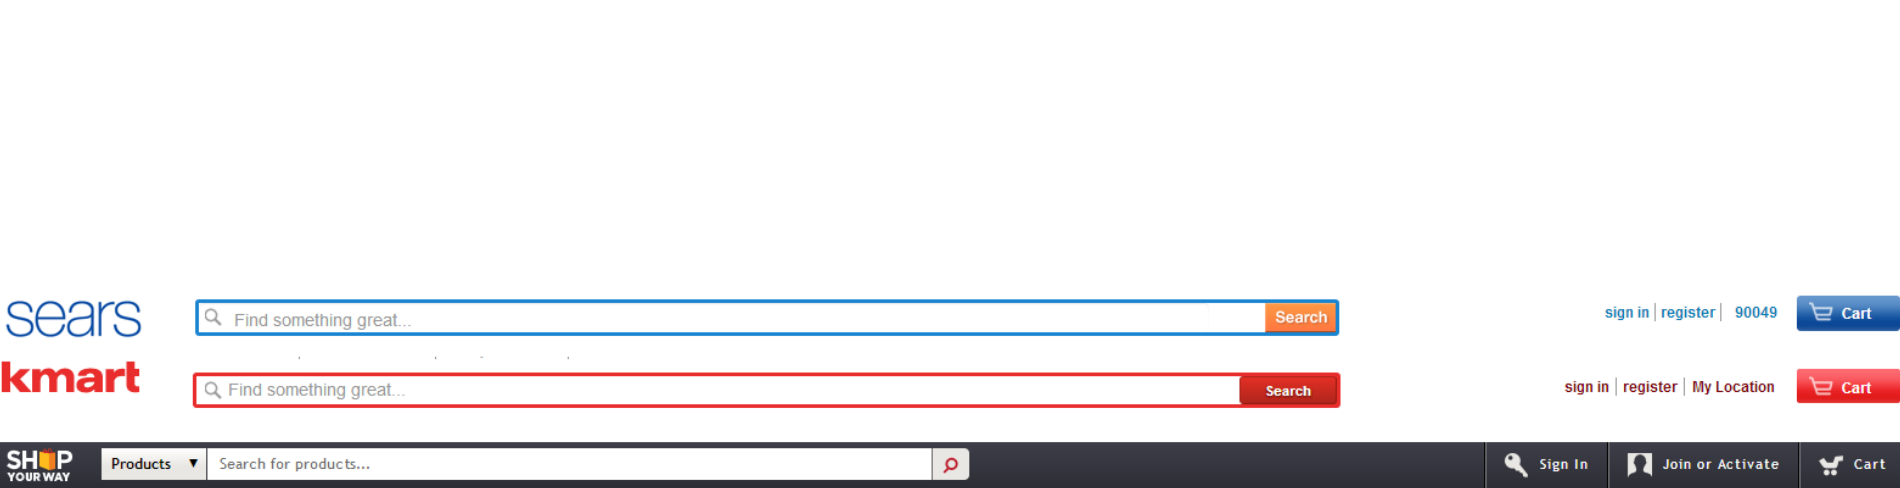 sears Find something great... Search sign in register 90049 Cart
kmart Find something great... Search sign in register My Location Cart
SHOP YOUR WAY Products Search for products... Sign In Join or Activate Cart